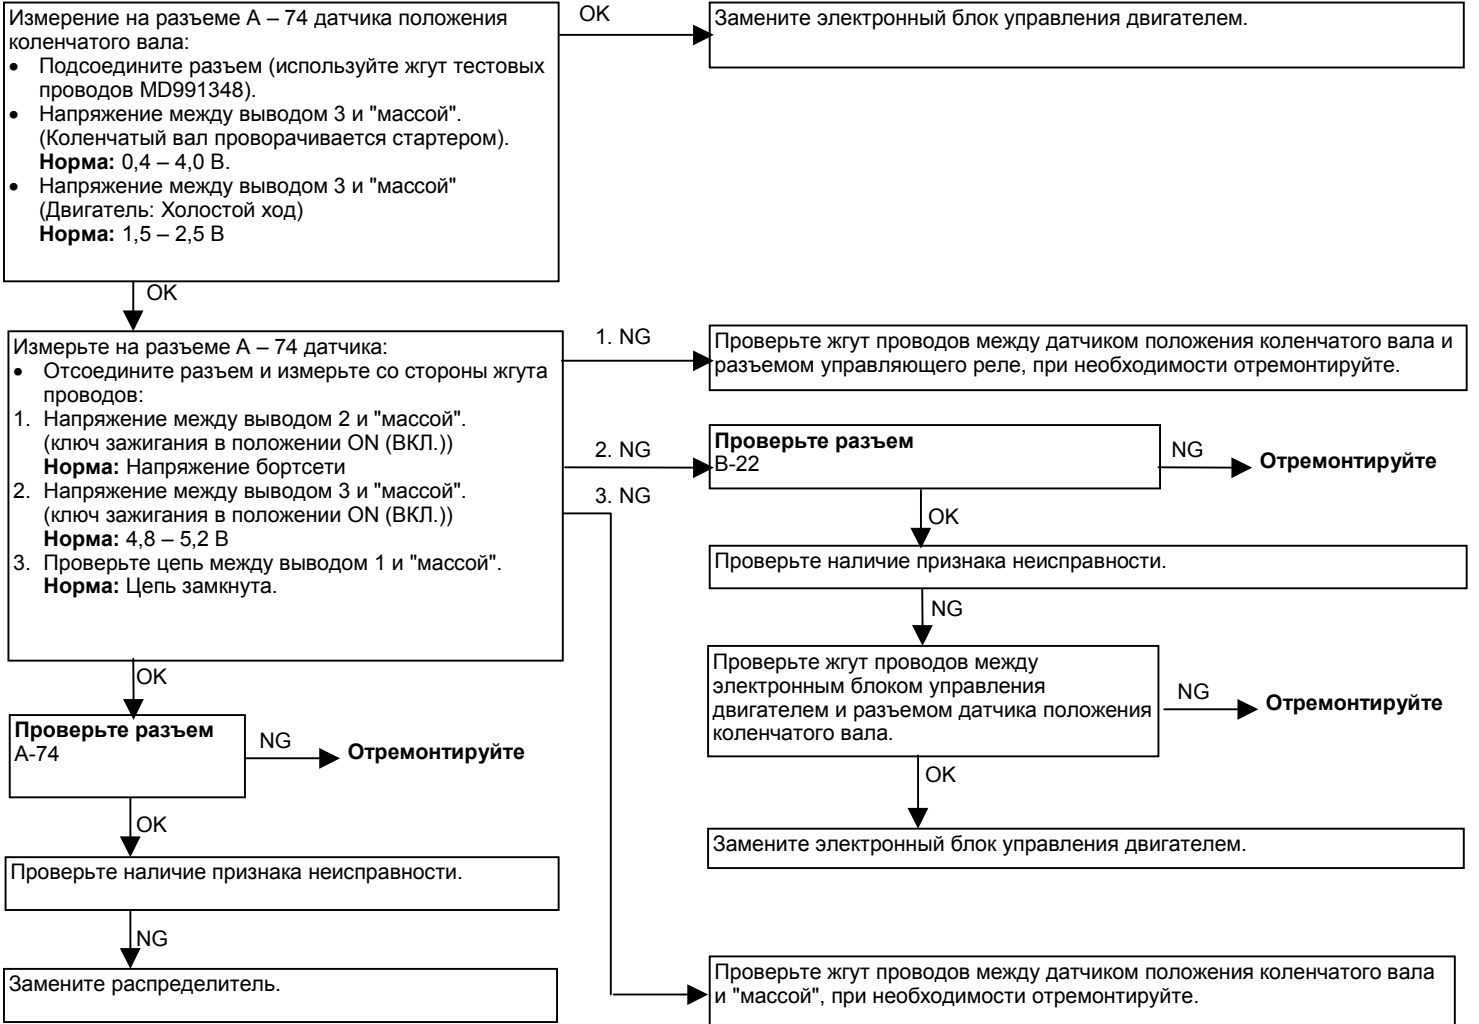 Измерение на разъеме А – 74 датчика положения
коленчатого вала:
• Подсоедините разъем (используйте жгут тестовых
проводов MD991348).
• Напряжение между выводом 3 и "массой".
(Коленчатый вал проворачивается стартером).
Норма: 0,4 – 4,0 В.
• Напряжение между выводом 3 и "массой"
(Двигатель: Холостой ход)
Норма: 1,5 – 2,5 В
OK
Замените электронный блок управления двигателем.
OK
Измерьте на разъеме А – 74 датчика:
• Отсоедините разъем и измерьте со стороны жгута
проводов:
1. Напряжение между выводом 2 и "массой".
(ключ зажигания в положении ON (ВКЛ.))
Норма: Напряжение бортсети
2. Напряжение между выводом 3 и "массой".
(ключ зажигания в положении ON (ВКЛ.))
Норма: 4,8 – 5,2 В
3. Проверьте цепь между выводом 1 и "массой".
Норма: Цепь замкнута.
1. NG
Проверьте жгут проводов между датчиком положения коленчатого вала и
разъемом управляющего реле, при необходимости отремонтируйте.
2. NG
Проверьте разъем
B-22
NG
Отремонтируйте
3. NG
OK
Проверьте наличие признака неисправности.
NG
Проверьте жгут проводов между
электронным блоком управления
двигателем и разъемом датчика положения
коленчатого вала.
NG
Отремонтируйте
OK
Замените электронный блок управления двигателем.
OK
Проверьте разъем
A-74
NG
Отремонтируйте
OK
Проверьте наличие признака неисправности.
NG
Замените распределитель.
Проверьте жгут проводов между датчиком положения коленчатого вала
и "массой", при необходимости отремонтируйте.